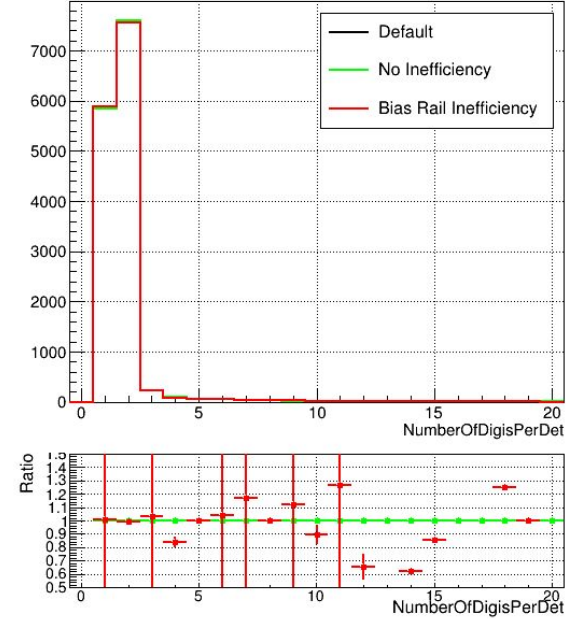 7000
6000
5000
4000
3000
2000
1000
0
Default
No Inefficiency
Bias Rail Inefficiency
0 5 10 15 20
NumberOfDigisPerDet
Ratio
1.5
1.4
1.3
1.2
1.1
1
0.9
0.8
0.7
0.6
0.5
0 5 10 15 20
NumberOfDigisPerDet